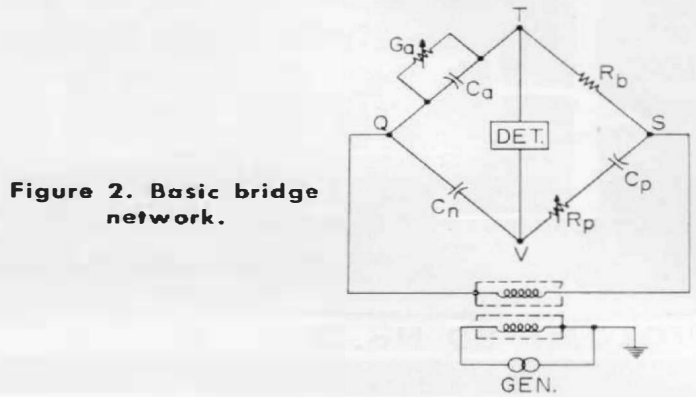 T
Ga
Rb
Ca
Q
S
DET.
Figure 2. Basic bridge
network.
Cn
Cp
Rp
V
GEN.